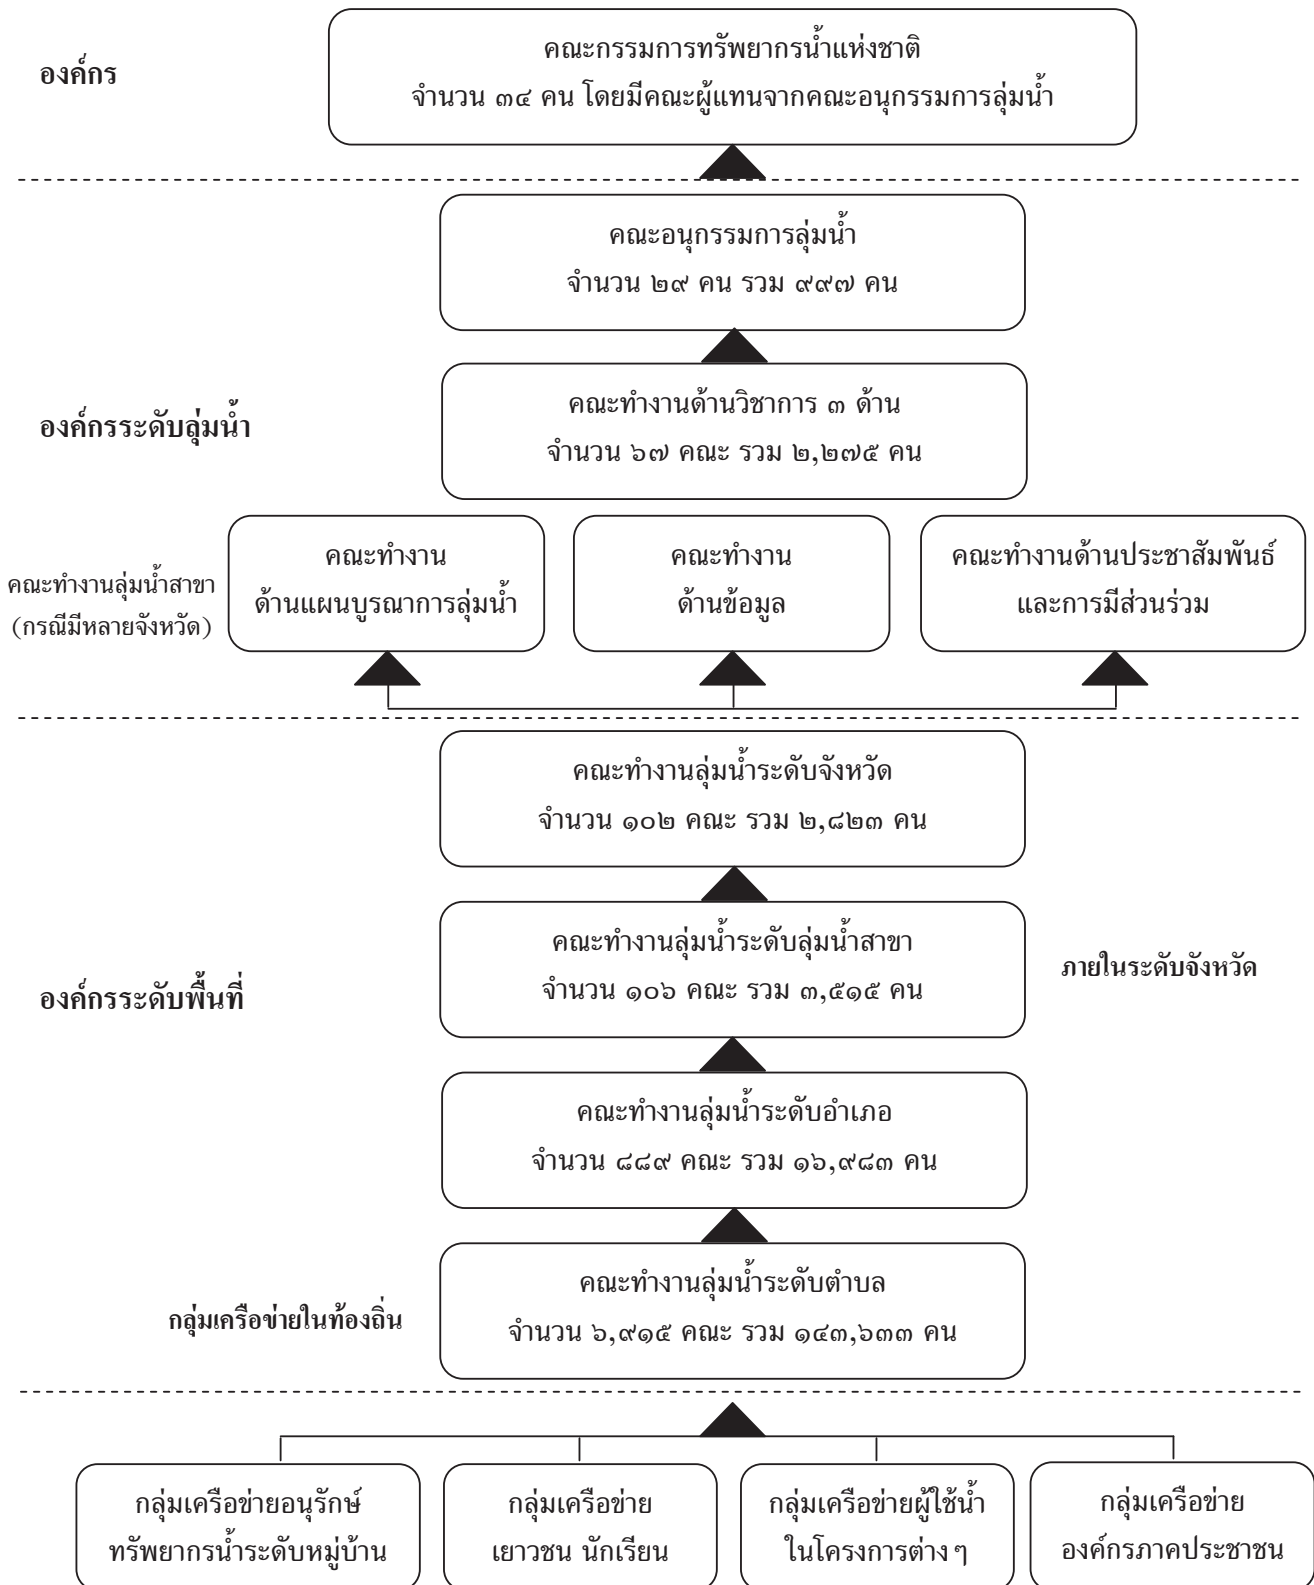 องค์กร
คณะกรรมการทรัพยากรน้ำแห่งชาติ
จำนวน ๓๔ คน โดยมีคณะผู้แทนจากคณะอนุกรรมการลุ่มน้ำ
คณะอนุกรรมการลุ่มน้ำ
จำนวน ๒๙ คน รวม ๙๙๗ คน
องค์กรระดับลุ่มน้ำ
คณะทำงานด้านวิชาการ ๓ ด้าน
จำนวน ๖๗ คณะ รวม ๒,๒๗๕ คน
คณะทำงานลุ่มน้ำสาขา
(กรณีมีหลายจังหวัด)
คณะทำงาน
ด้านแผนบูรณาการลุ่มน้ำ
คณะทำงาน
ด้านข้อมูล
คณะทำงานด้านประชาสัมพันธ์
และการมีส่วนร่วม
คณะทำงานลุ่มน้ำระดับจังหวัด
จำนวน ๑๐๒ คณะ รวม ๒,๘๒๓ คน
องค์กรระดับพื้นที่
คณะทำงานลุ่มน้ำระดับลุ่มน้ำสาขา
จำนวน ๑๐๖ คณะ รวม ๓,๕๑๕ คน
ภายในระดับจังหวัด
คณะทำงานลุ่มน้ำระดับอำเภอ
จำนวน ๘๘๙ คณะ รวม ๑๖,๙๘๓ คน
กลุ่มเครือข่ายในท้องถิ่น
คณะทำงานลุ่มน้ำระดับตำบล
จำนวน ๖,๙๑๕ คณะ รวม ๑๔๓,๖๓๓ คน
กลุ่มเครือข่ายอนุรักษ์
ทรัพยากรน้ำระดับหมู่บ้าน
กลุ่มเครือข่าย
เยาวชน นักเรียน
กลุ่มเครือข่ายผู้ใช้น้ำ
ในโครงการต่างๆ
กลุ่มเครือข่าย
องค์กรภาคประชาชน